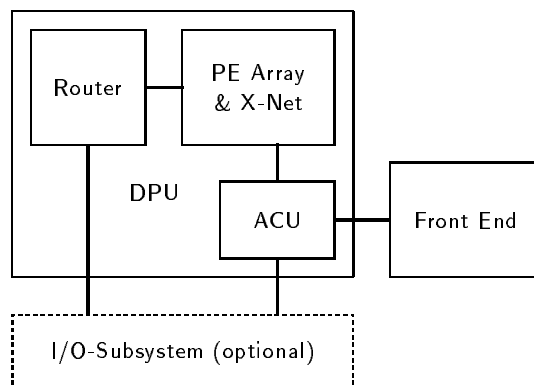 Router
PE Array
& X-Net
DPU
ACU
Front End
I/O-Subsystem (optional)